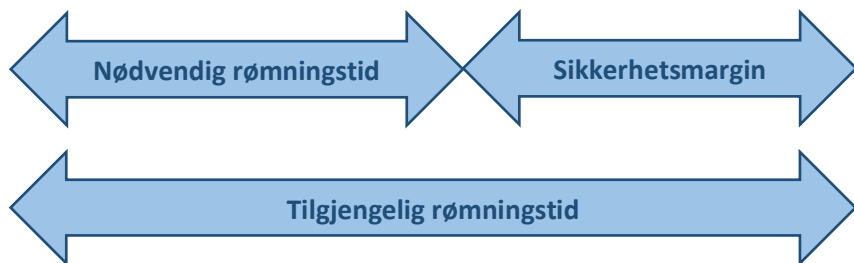 Nødvendig rømningstid
Sikkerhetsmargin
Tilgjengelig rømningstid